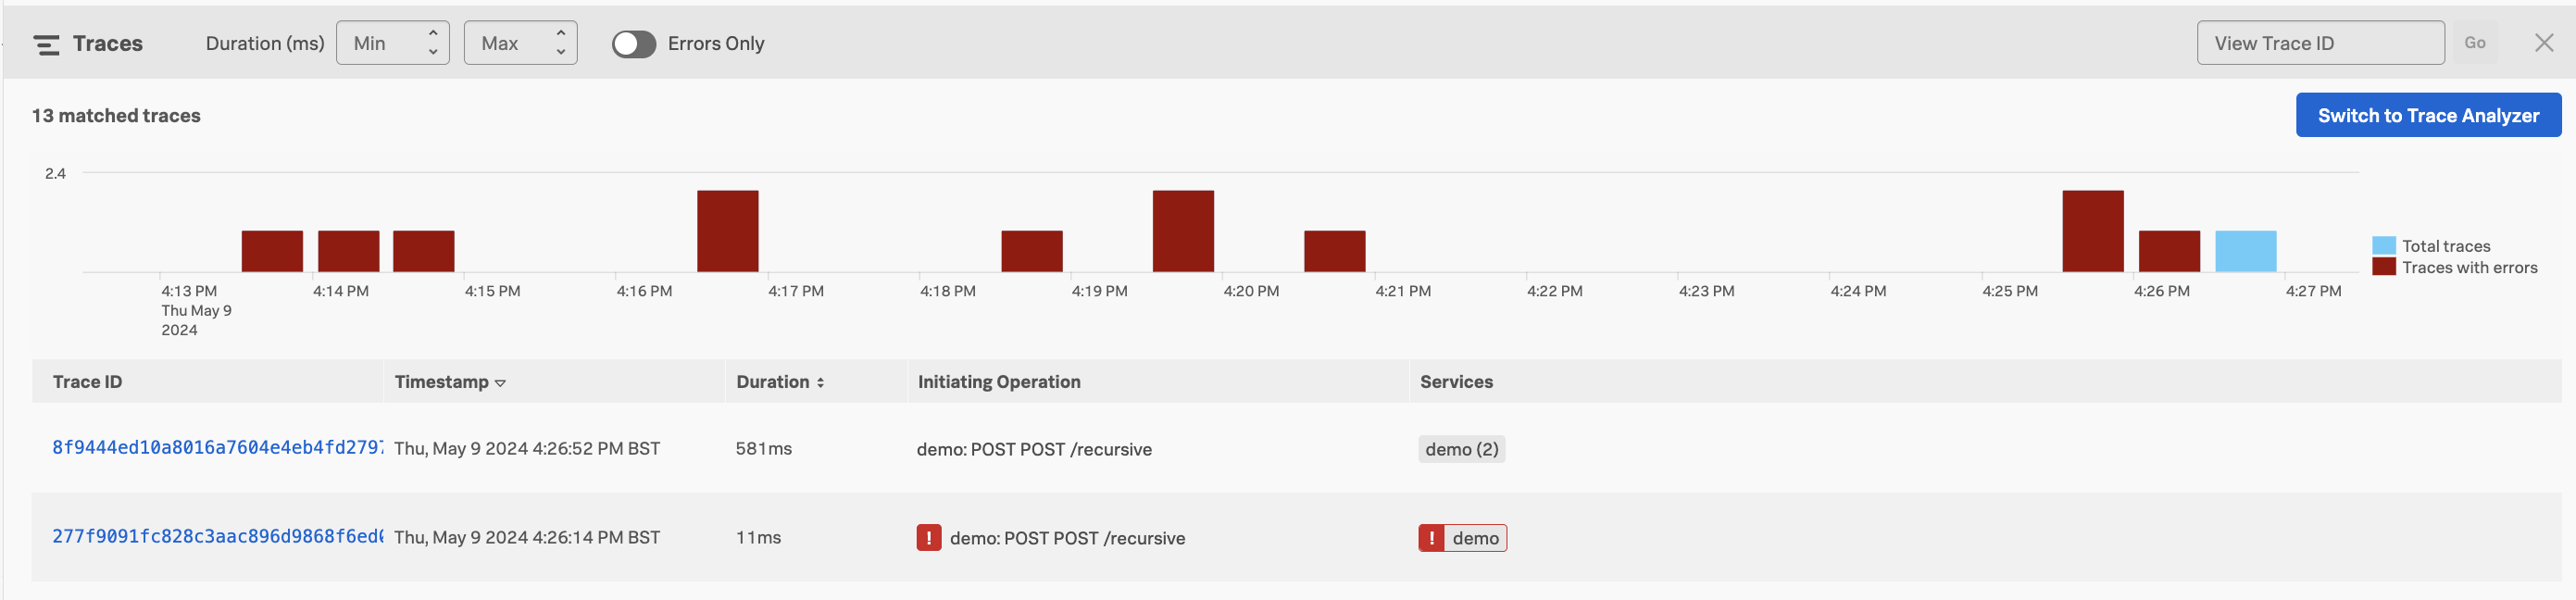 Traces Duration (ms) Min Max Errors Only View Trace ID Go
13 matched traces Switch to Trace Analyzer
2.4
Total traces
Traces with errors
4:13 PM 4:14 PM 4:15 PM 4:16 PM 4:17 PM 4:18 PM 4:19 PM 4:20 PM 4:21 PM 4:22 PM 4:23 PM 4:24 PM 4:25 PM 4:26 PM 4:27 PM
Thu May 9
2024
Trace ID Timestamp Duration Initiating Operation Services
8f9444ed10a8016a7604e4eb4fd2797 Thu, May 9 2024 4:26:52 PM BST 581ms demo: POST POST /recursive demo (2)
277f9091fc828c3aac896d9868f6ed0 Thu, May 9 2024 4:26:14 PM BST 11ms ! demo: POST POST /recursive ! demo